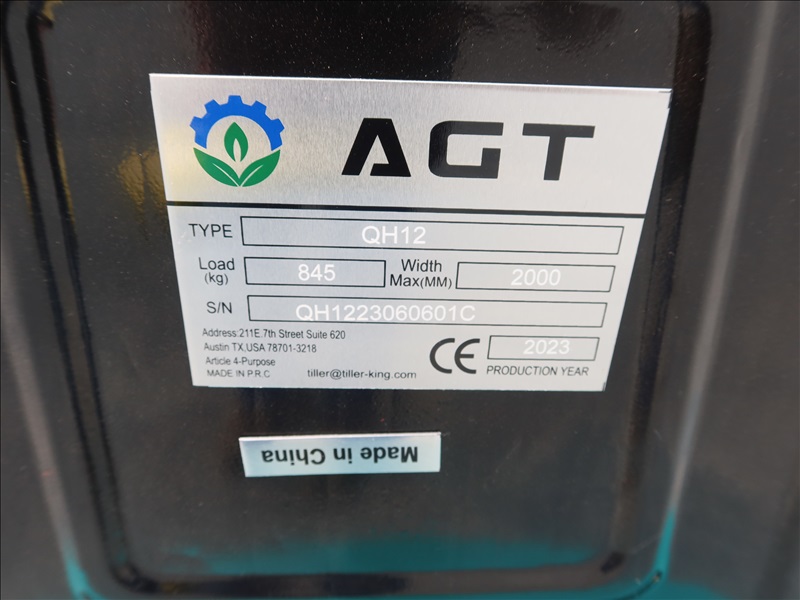 AGT
TYPE QH12
Load (kg) 845 Width Max(MM) 2000
S/N QH1223060601C
Address:211E.7th Street Suite 620
Austin TX.USA 78701-3218
Article 4-Purpose
MADE IN P.R.C tiller@tiller-king.com
CE 2023
PRODUCTION YEAR
Made in China